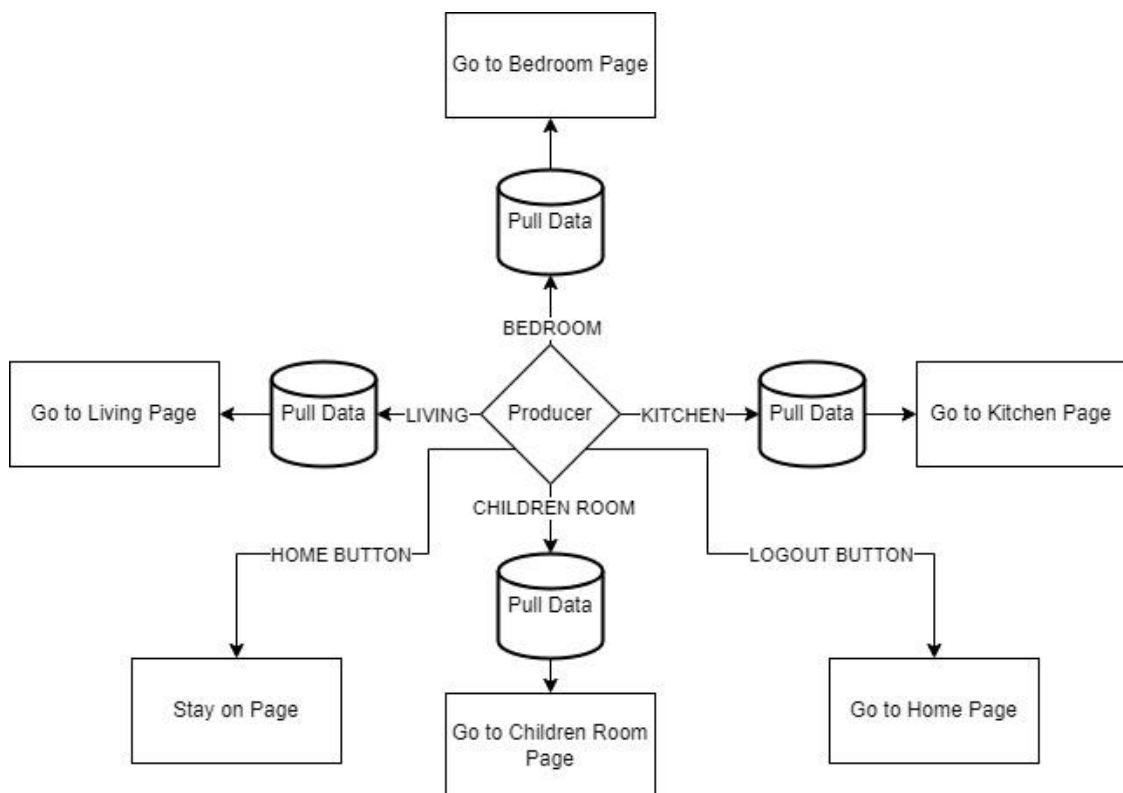 Go to Bedroom Page
Pull Data
BEDROOM
Go to Living Page
Pull Data
LIVING
Producer
KITCHEN
Pull Data
Go to Kitchen Page
CHILDREN ROOM
HOME BUTTON
LOGOUT BUTTON
Pull Data
Stay on Page
Go to Children Room
Page
Go to Home Page